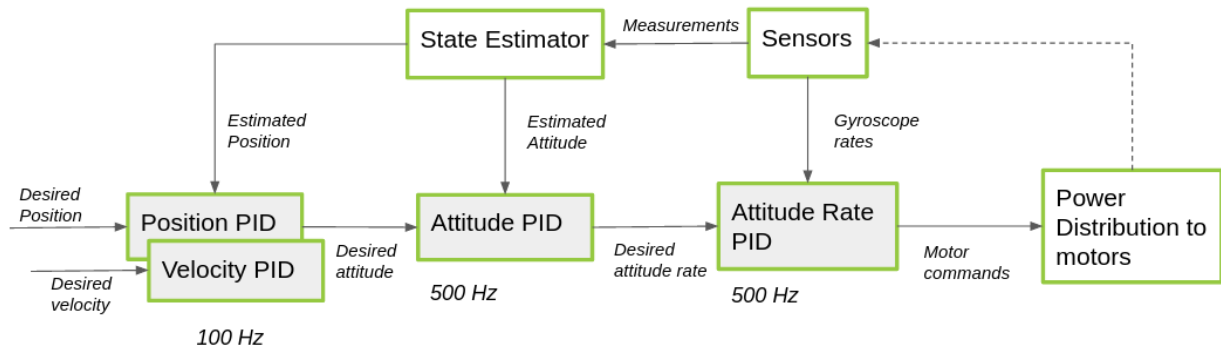 State Estimator
Measurements
Sensors
Estimated
Position
Estimated
Attitude
Gyroscope
rates
Desired
Position
Position PID
Velocity PID
Desired
velocity
100 Hz
Desired
attitude
Attitude PID
500 Hz
Desired
attitude rate
Attitude Rate
PID
500 Hz
Motor
commands
Power
Distribution to
motors